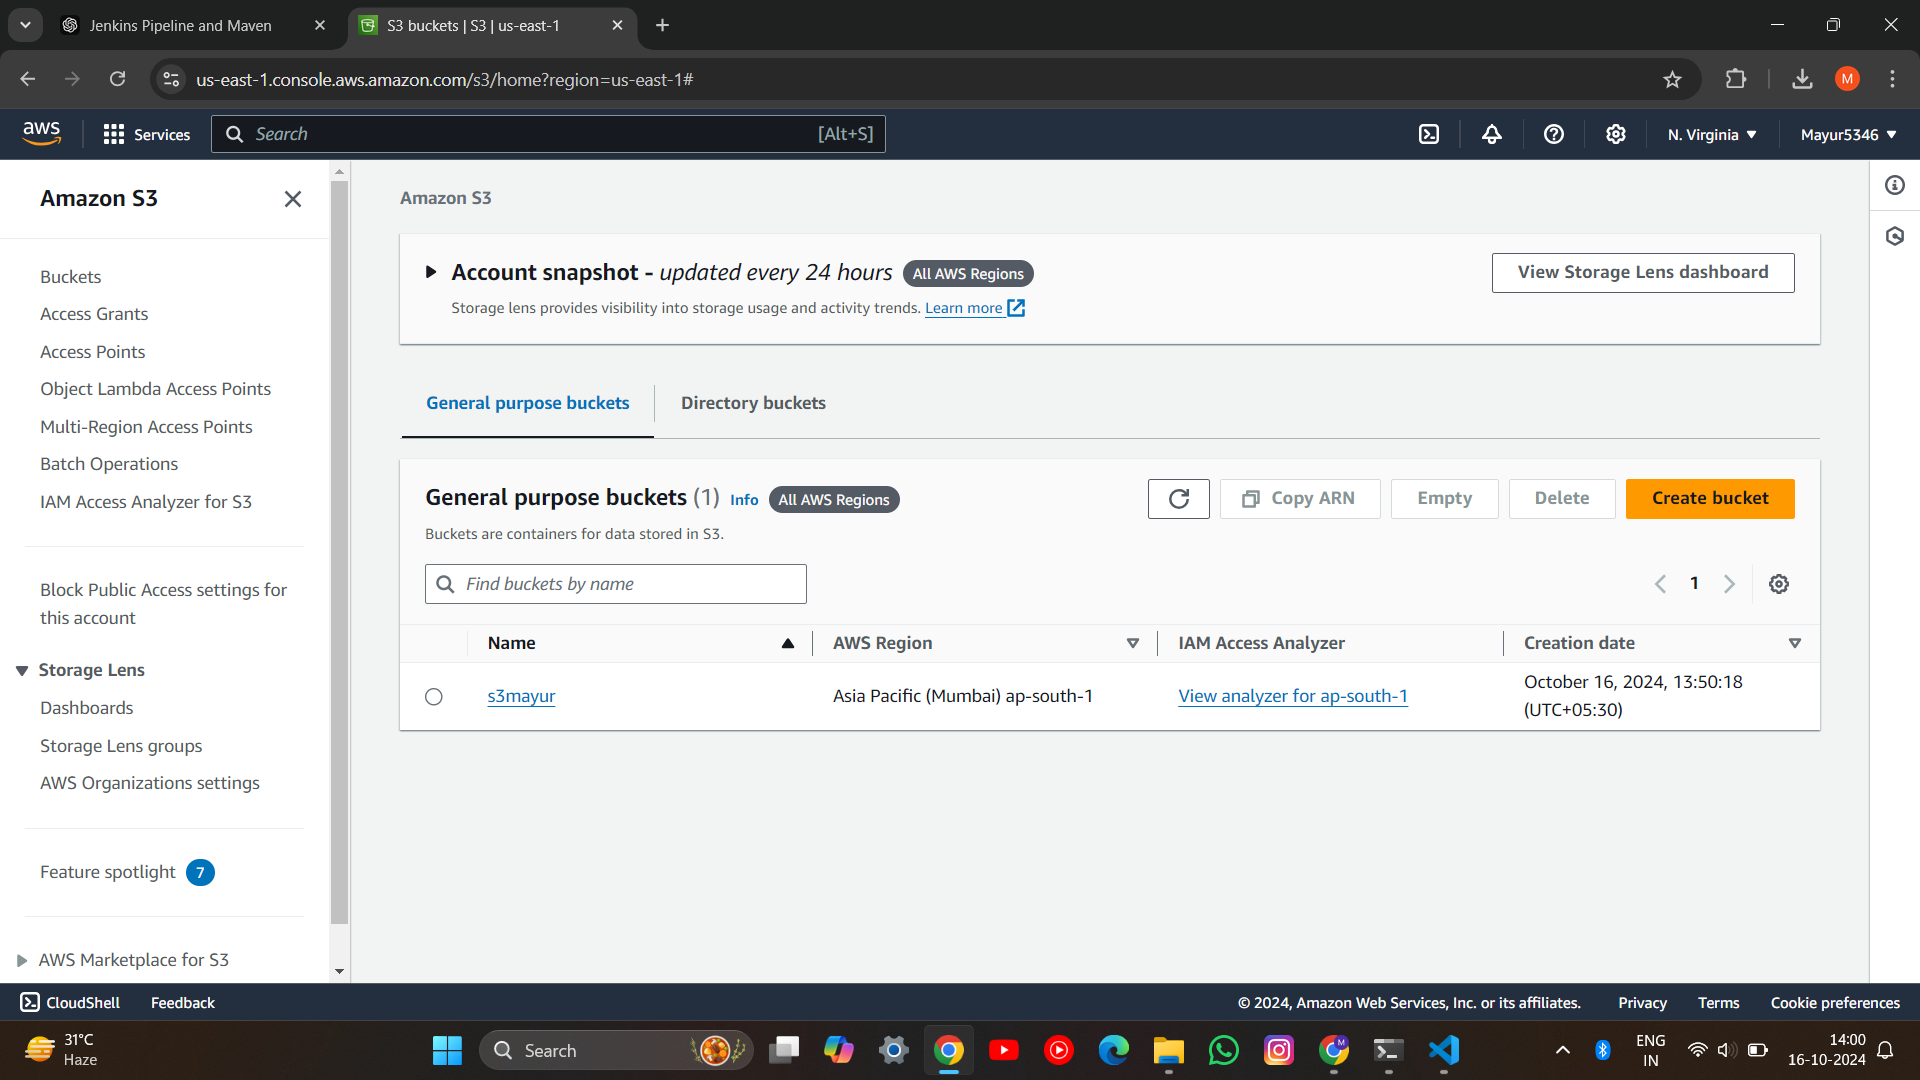 Jenkins Pipeline and Maven
S3 buckets | S3 | us-east-1
us-east-1.console.aws.amazon.com/s3/home?region=us-east-1#
M
aws
Services
Search
[Alt+S]
N. Virginia
Mayur5346
Amazon S3
Buckets
Access Grants
Access Points
Object Lambda Access Points
Multi-Region Access Points
Batch Operations
IAM Access Analyzer for S3
Block Public Access settings for
this account
Storage Lens
Dashboards
Storage Lens groups
AWS Organizations settings
Feature spotlight 7
AWS Marketplace for S3
Amazon S3
Account snapshot - updated every 24 hours All AWS Regions
Storage lens provides visibility into storage usage and activity trends. Learn more
View Storage Lens dashboard
General purpose buckets
Directory buckets
General purpose buckets (1) Info All AWS Regions
Buckets are containers for data stored in S3.
Copy ARN
Empty
Delete
Create bucket
Find buckets by name
1
Name
AWS Region
IAM Access Analyzer
Creation date
s3mayur
Asia Pacific (Mumbai) ap-south-1
View analyzer for ap-south-1
October 16, 2024, 13:50:18
(UTC+05:30)
CloudShell
Feedback
© 2024, Amazon Web Services, Inc. or its affiliates.
Privacy
Terms
Cookie preferences
31°C
Haze
Search
M
ENG
IN
14:00
16-10-2024